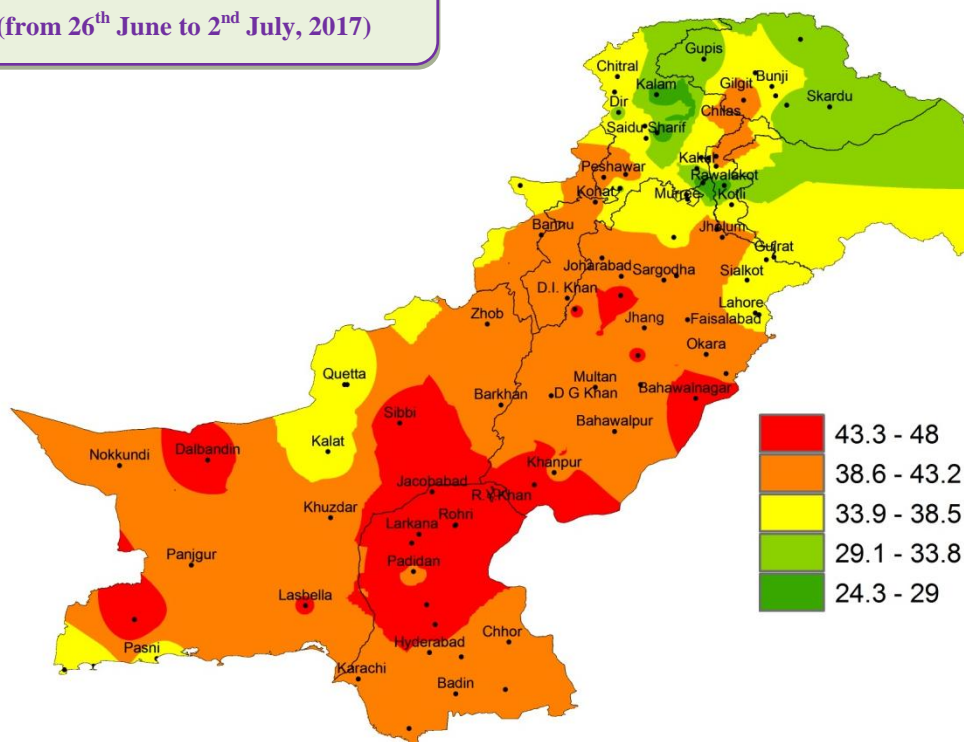 (from 26th June to 2nd July, 2017)
Gupis
Chitral
Kalam
Gilgit
Bunji
Skardu
Dir
Chilas
Saidu Sharif
Kakul
Peshawar
Rawalakot
Kohat
Murree
Kotli
Bannu
Jhelum
Gujrat
Joharabad
Sargodha
Sialkot
D.I. Khan
Lahore
Zhob
Jhang
Faisalabad
Okara
Quetta
Multan
Bahawalnagar
Barkhan
D G Khan
Sibbi
Bahawalpur
Kalat
Dalbandin
Nokkundi
Khanpur
Jacobabad
R.Y.Khan
Khuzdar
Larkana
Rohri
Panjgur
Padidan
Lasbella
Pasni
Hyderabad
Chhor
Karachi
Badin
43.3 - 48
38.6 - 43.2
33.9 - 38.5
29.1 - 33.8
24.3 - 29